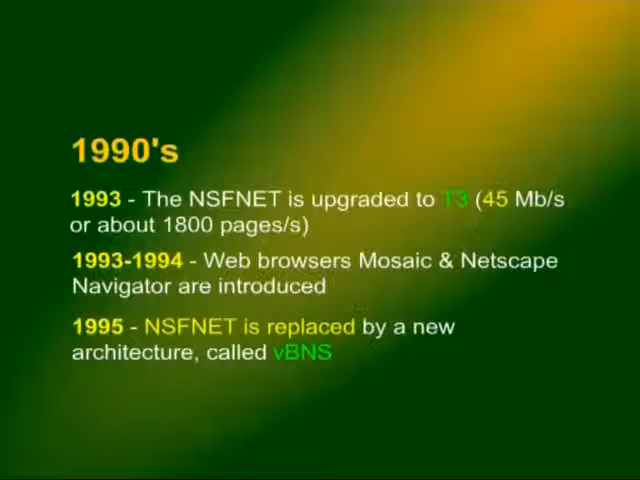 1990's
1993 - The NSFNET is upgraded to T3 (45 Mb/s
or about 1800 pages/s)
1993-1994 - Web browsers Mosaic & Netscape
Navigator are introduced
1995 - NSFNET is replaced by a new
architecture, called vBNS